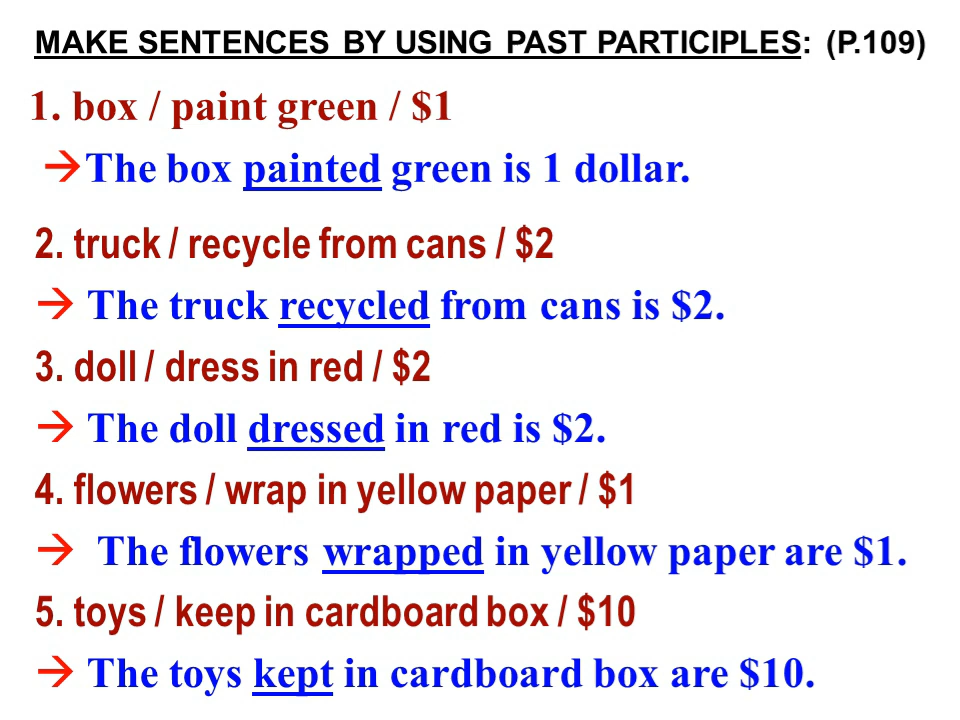 MAKE SENTENCES BY USING PAST PARTICIPLES: (P.109)
1. box / paint green / $1
→The box painted green is 1 dollar.
2. truck / recycle from cans / $2
→ The truck recycled from cans is $2.
3. doll / dress in red / $2
→ The doll dressed in red is $2.
4. flowers / wrap in yellow paper / $1
→ The flowers wrapped in yellow paper are $1.
5. toys / keep in cardboard box / $10
→ The toys kept in cardboard box are $10.